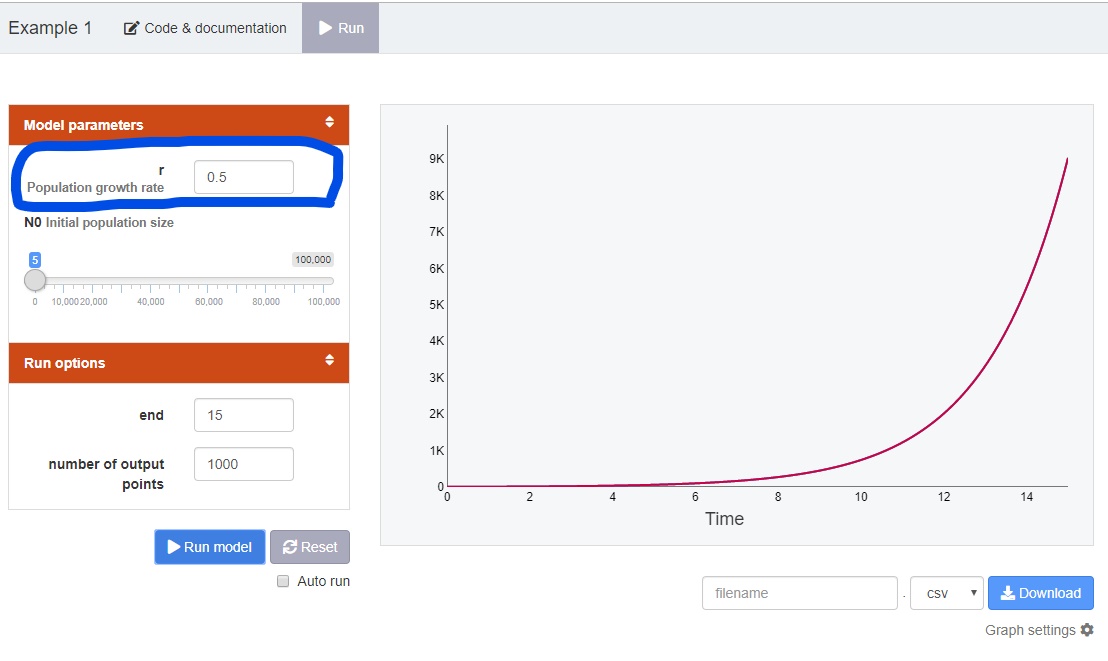 Example 1 Code & documentation Run
Model parameters
r
Population growth rate
0.5
N0 Initial population size
5 100,000
0 10,000 20,000 40,000 60,000 80,000 100,000
Run options
end 15
number of output
points
1000
Run model Reset
Auto run
9K
8K
7K
6K
5K
4K
3K
2K
1K
0
0 2 4 6 8 10 12 14
Time
filename . csv Download
Graph settings